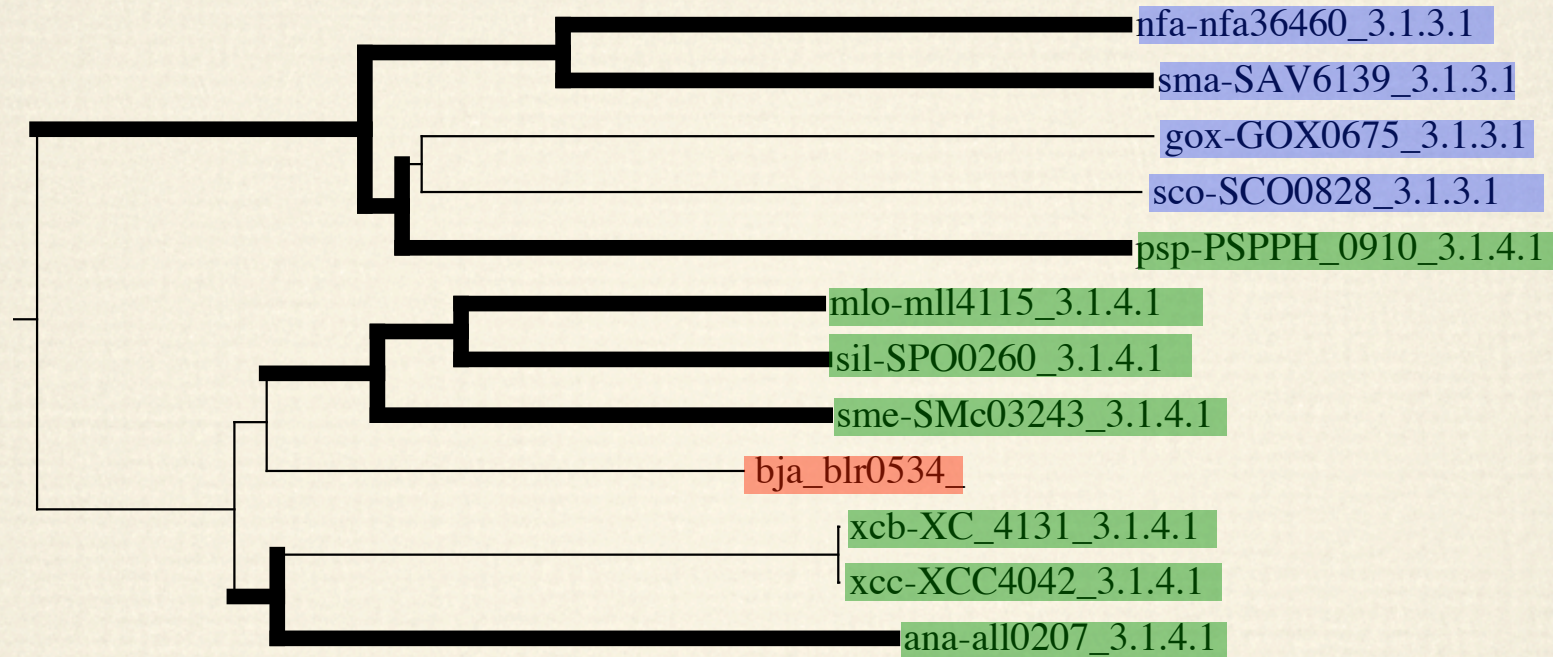 nfa-nfa36460_3.1.3.1
sma-SAV6139_3.1.3.1
gox-GOX0675_3.1.3.1
sco-SCO0828_3.1.3.1
psp-PSPPH_0910_3.1.4.1
mlo-mll4115_3.1.4.1
sil-SPO0260_3.1.4.1
sme-SMc03243_3.1.4.1
bja_blr0534_
xcb-XC_4131_3.1.4.1
xcc-XCC4042_3.1.4.1
ana-all0207_3.1.4.1